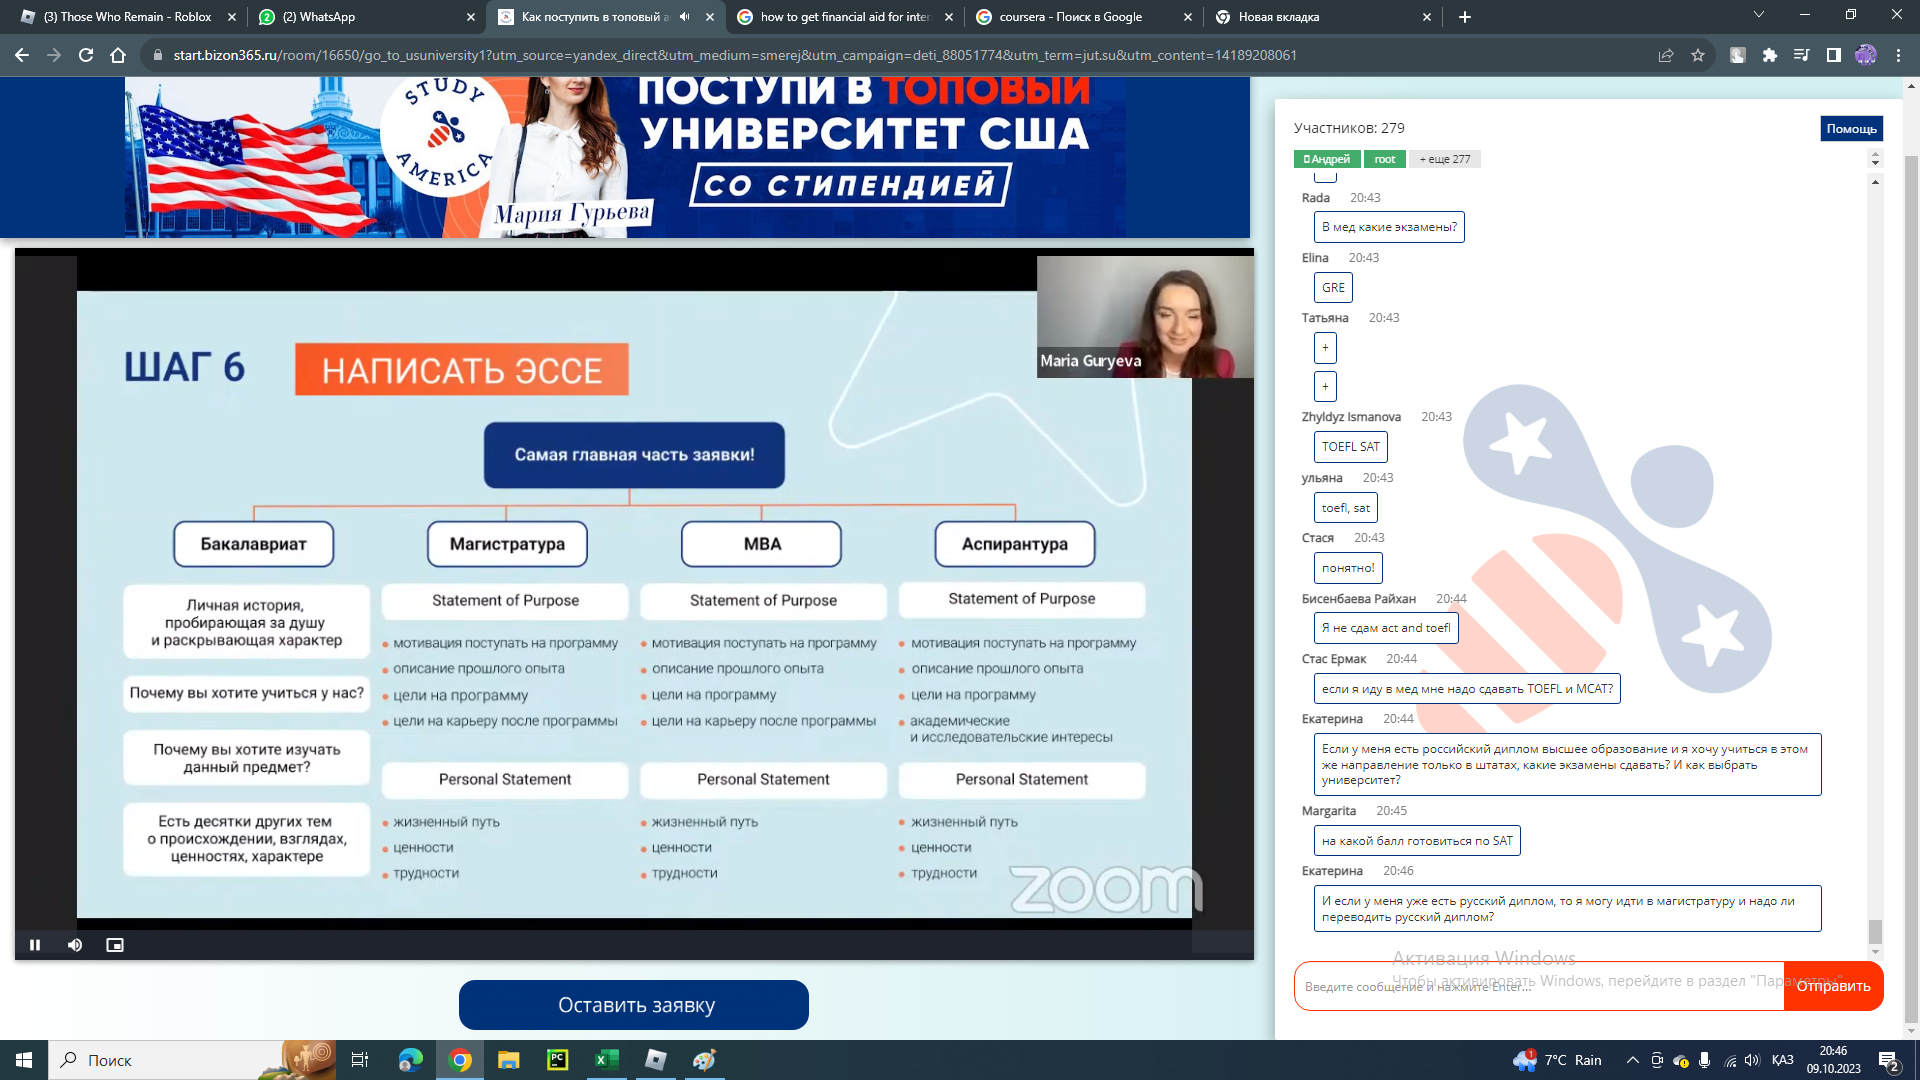 (3) Those Who Remain - Roblox
(2) WhatsApp
Как поступить в топовый а
how to get financial aid for inter
coursera - Поиск в Google
Новая вкладка
start.bizon365.ru/room/16650/go_to_usuniversity1?utm_source=yandex_direct&utm_medium=smerej&utm_campaign=deti_88051774&utm_term=jut.su&utm_content=14189208061
STUDY
AMERICA
ПОСТУПИ В ТОПОВЫЙ
УНИВЕРСИТЕТ США
СО СТИПЕНДИЕЙ
Мария Гурьева
Maria Guryeva
ШАГ 6
НАПИСАТЬ ЭССЕ
Самая главная часть заявки!
Бакалавриат
Личная история,
пробирающая за душу
и раскрывающая характер
Почему вы хотите учиться у нас?
Почему вы хотите изучать
данный предмет?
Есть десятки других тем
о происхождении, взглядах,
ценностях, характере
Магистратура
Statement of Purpose
• мотивация поступать на программу
• описание прошлого опыта
• цели на программу
• цели на карьеру после программы
Personal Statement
• жизненный путь
• ценности
• трудности
MBA
Statement of Purpose
• мотивация поступать на программу
• описание прошлого опыта
• цели на программу
• цели на карьеру после программы
Personal Statement
• жизненный путь
• ценности
• трудности
Аспирантура
Statement of Purpose
• мотивация поступать на программу
• описание прошлого опыта
• цели на программу
• академические
и исследовательские интересы
Personal Statement
• жизненный путь
• ценности
• трудности
zoom
Оставить заявку
Участников: 279
Помощь
Андрей
root
+ еще 277
Rada 20:43
В мед какие экзамены?
Elina 20:43
GRE
Татьяна 20:43
+
+
Zhyldyz Ismanova 20:43
TOEFL SAT
ульяна 20:43
toefl, sat
Стася 20:43
понятно!
Бисенбаева Райхан 20:44
Я не сдам act and toefl
Стас Ермак 20:44
если я иду в мед мне надо сдавать TOEFL и MCAT?
Екатерина 20:44
Если у меня есть российский диплом высшее образование и я хочу учиться в этом
же направление только в штатах, какие экзамены сдавать? И как выбрать
университет?
Margarita 20:45
на какой балл готовиться по SAT
Екатерина 20:46
И если у меня уже есть русский диплом, то я могу идти в магистратуру и надо ли
переводить русский диплом?
Активация Windows
Чтобы активировать Windows, перейдите в раздел "Параметры".
Введите сообщение и нажмите Enter...
Отправить
Поиск
PC
1
7°C Rain
ҚАЗ
20:46
09.10.2023
2